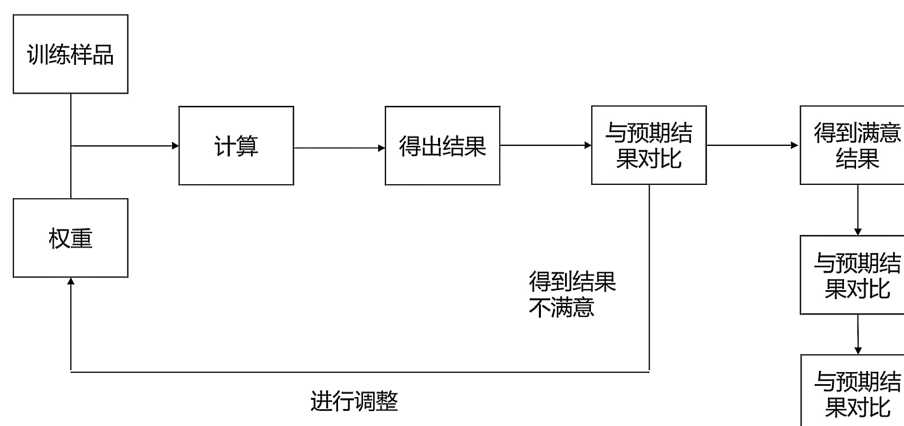 训练样品
计算
得出结果
与预期结
果对比
得到满意
结果
权重
与预期结
果对比
得到结果
不满意
与预期结
果对比
进行调整